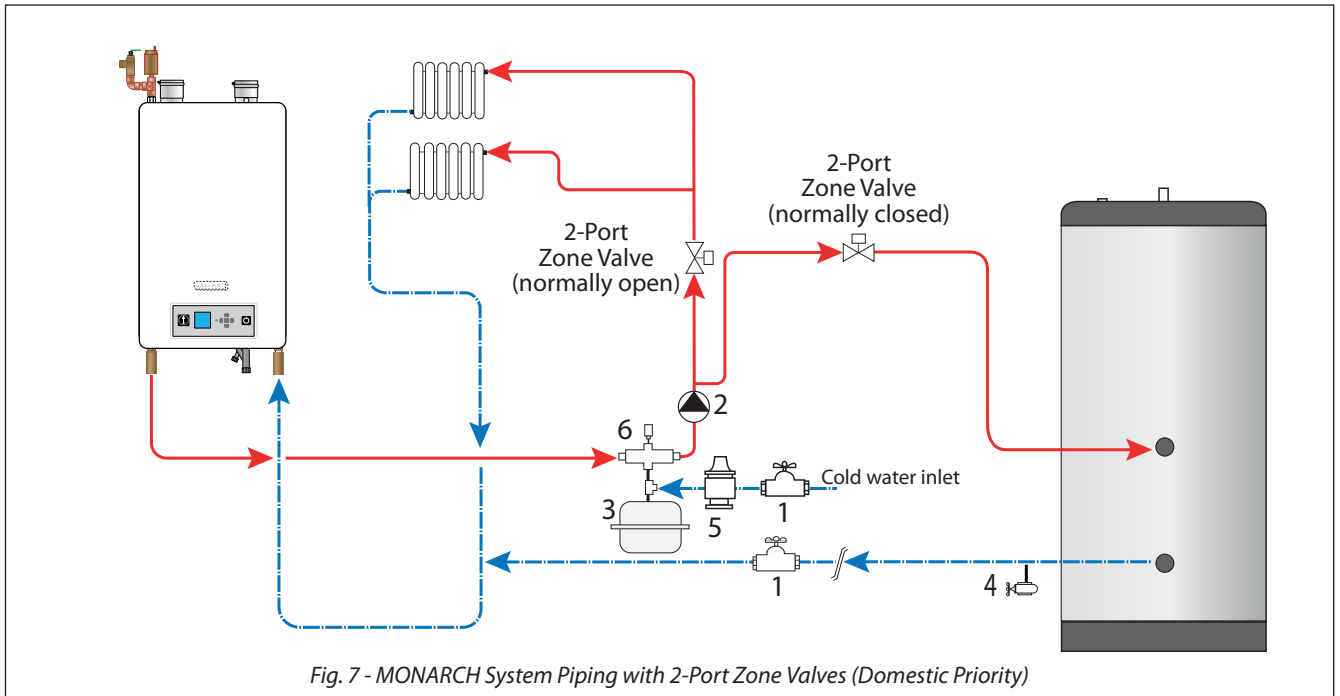 2-Port
Zone Valve
(normally closed)
2-Port
Zone Valve
(normally open)
2
6
Cold water inlet
3
5
1
1
4
Fig. 7 - MONARCH System Piping with 2-Port Zone Valves (Domestic Priority)